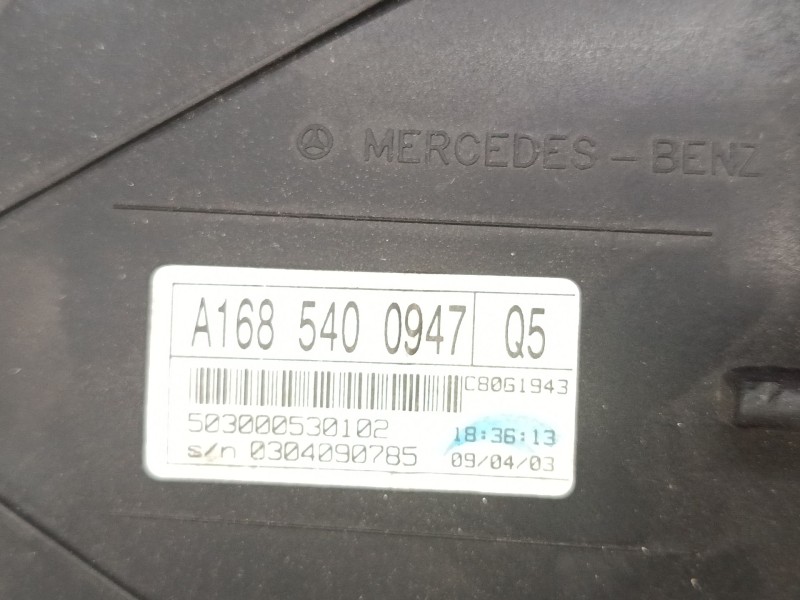 MERCEDES-BENZ
A168 540 0947 Q5
C80G1943
503000530102 18:36:13
s/n 0304090785 09/04/03